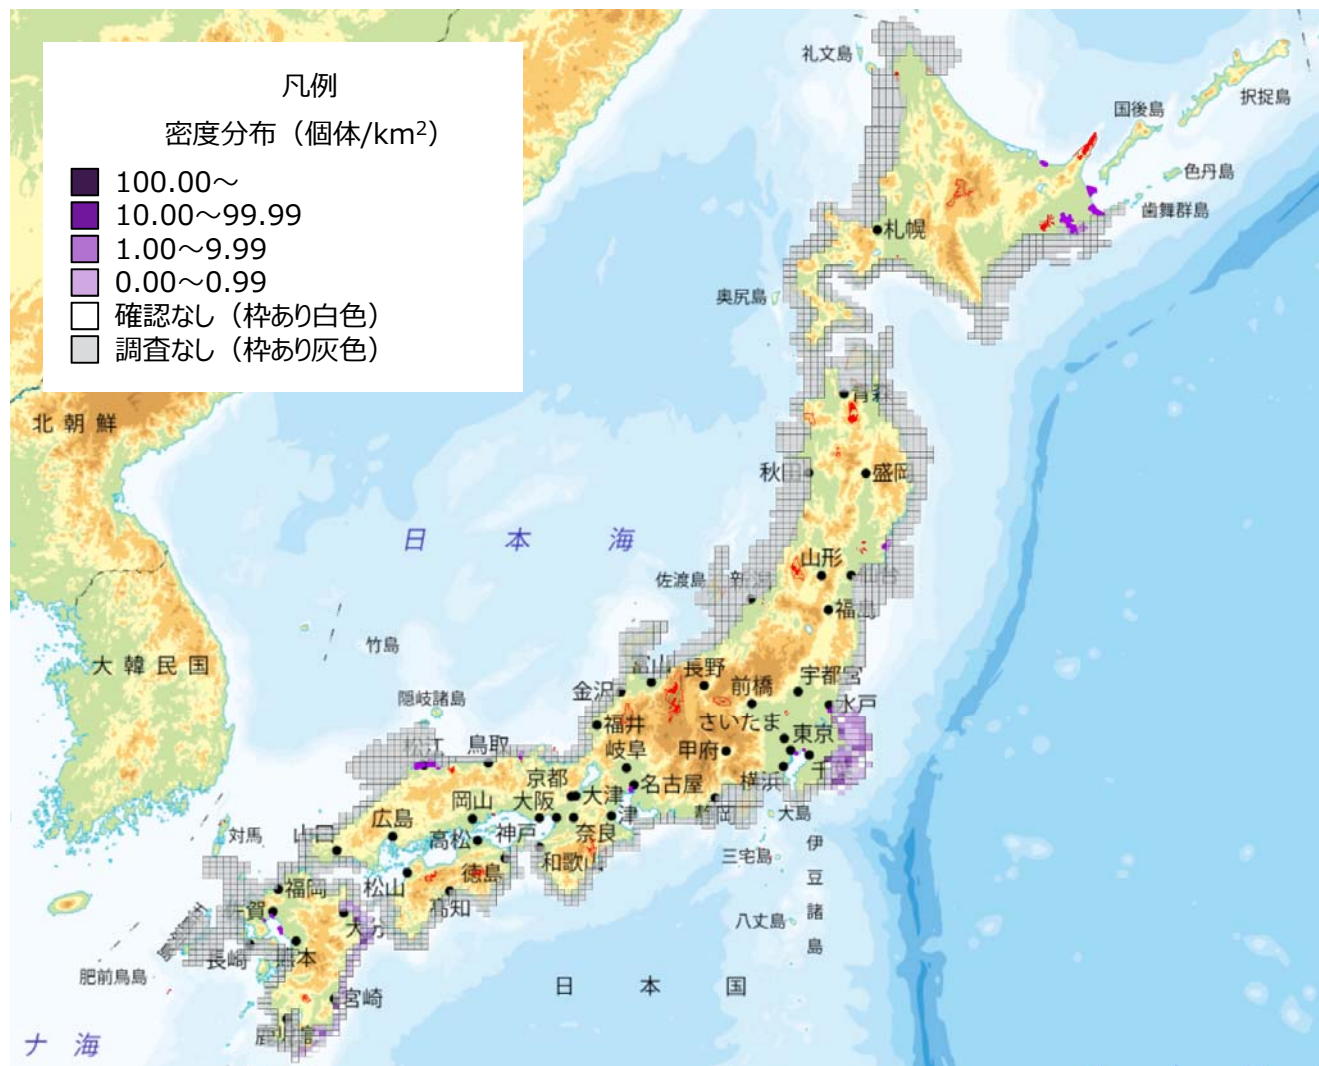 凡例
密度分布（個体/km²）
100.00～
10.00～99.99
1.00～9.99
0.00～0.99
確認なし（枠あり白色）
調査なし（枠あり灰色）
礼文島
択捉島
国後島
色丹島
歯舞群島
札幌
奥尻島
青森
北朝鮮
秋田
盛岡
日本海
山形
佐渡島
新潟
仙台
福島
竹島
大韓民国
富山
長野
宇都宮
前橋
金沢
水戸
隠岐諸島
福井
さいたま
東京
松江
鳥取
岐阜
甲府
千
京都
横浜
名古屋
大津
岡山
大阪
静岡
大島
津
広島
対馬
山口
高松
神戸
奈良
伊豆諸島
三宅島
和歌山
徳島
松山
福岡
高知
八丈島
賀
大分
長崎
本
肥前鳥島
日本国
宮崎
ナ海